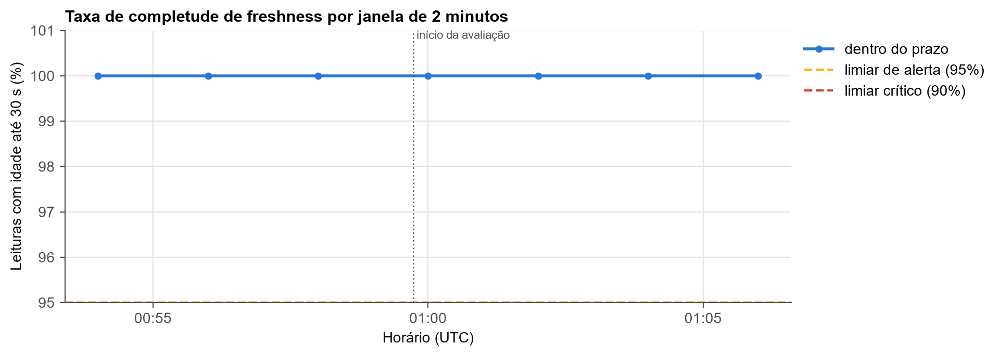 Taxa de completude de freshness por janela de 2 minutos
Leituras com idade até 30 s (%)
101
100
99
98
97
96
95
início da avaliação
dentro do prazo
limiar de alerta (95%)
limiar crítico (90%)
00:55
01:00
01:05
Horário (UTC)